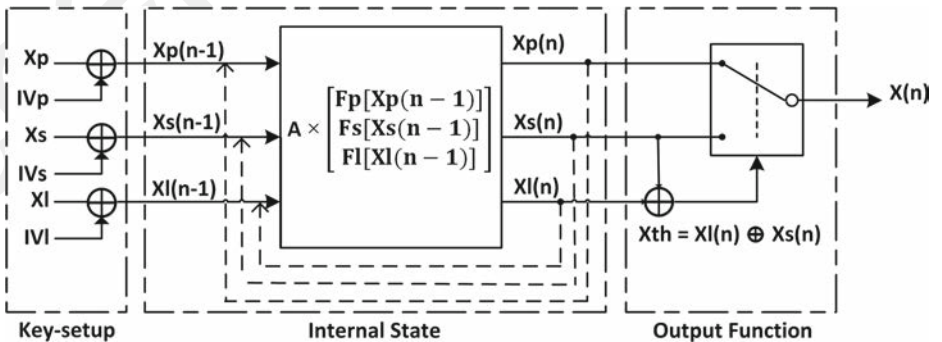 Xp
IVp
Xs
IVs
Xl
IVl
Key-setup
Xp(n-1)
Xs(n-1)
Xl(n-1)
A × [Fp[Xp(n − 1)]
Fs[Xs(n − 1)]
Fl[Xl(n − 1)]]
Xp(n)
Xs(n)
Xl(n)
Internal State
X(n)
Xth = Xl(n) ⊕ Xs(n)
Output Function